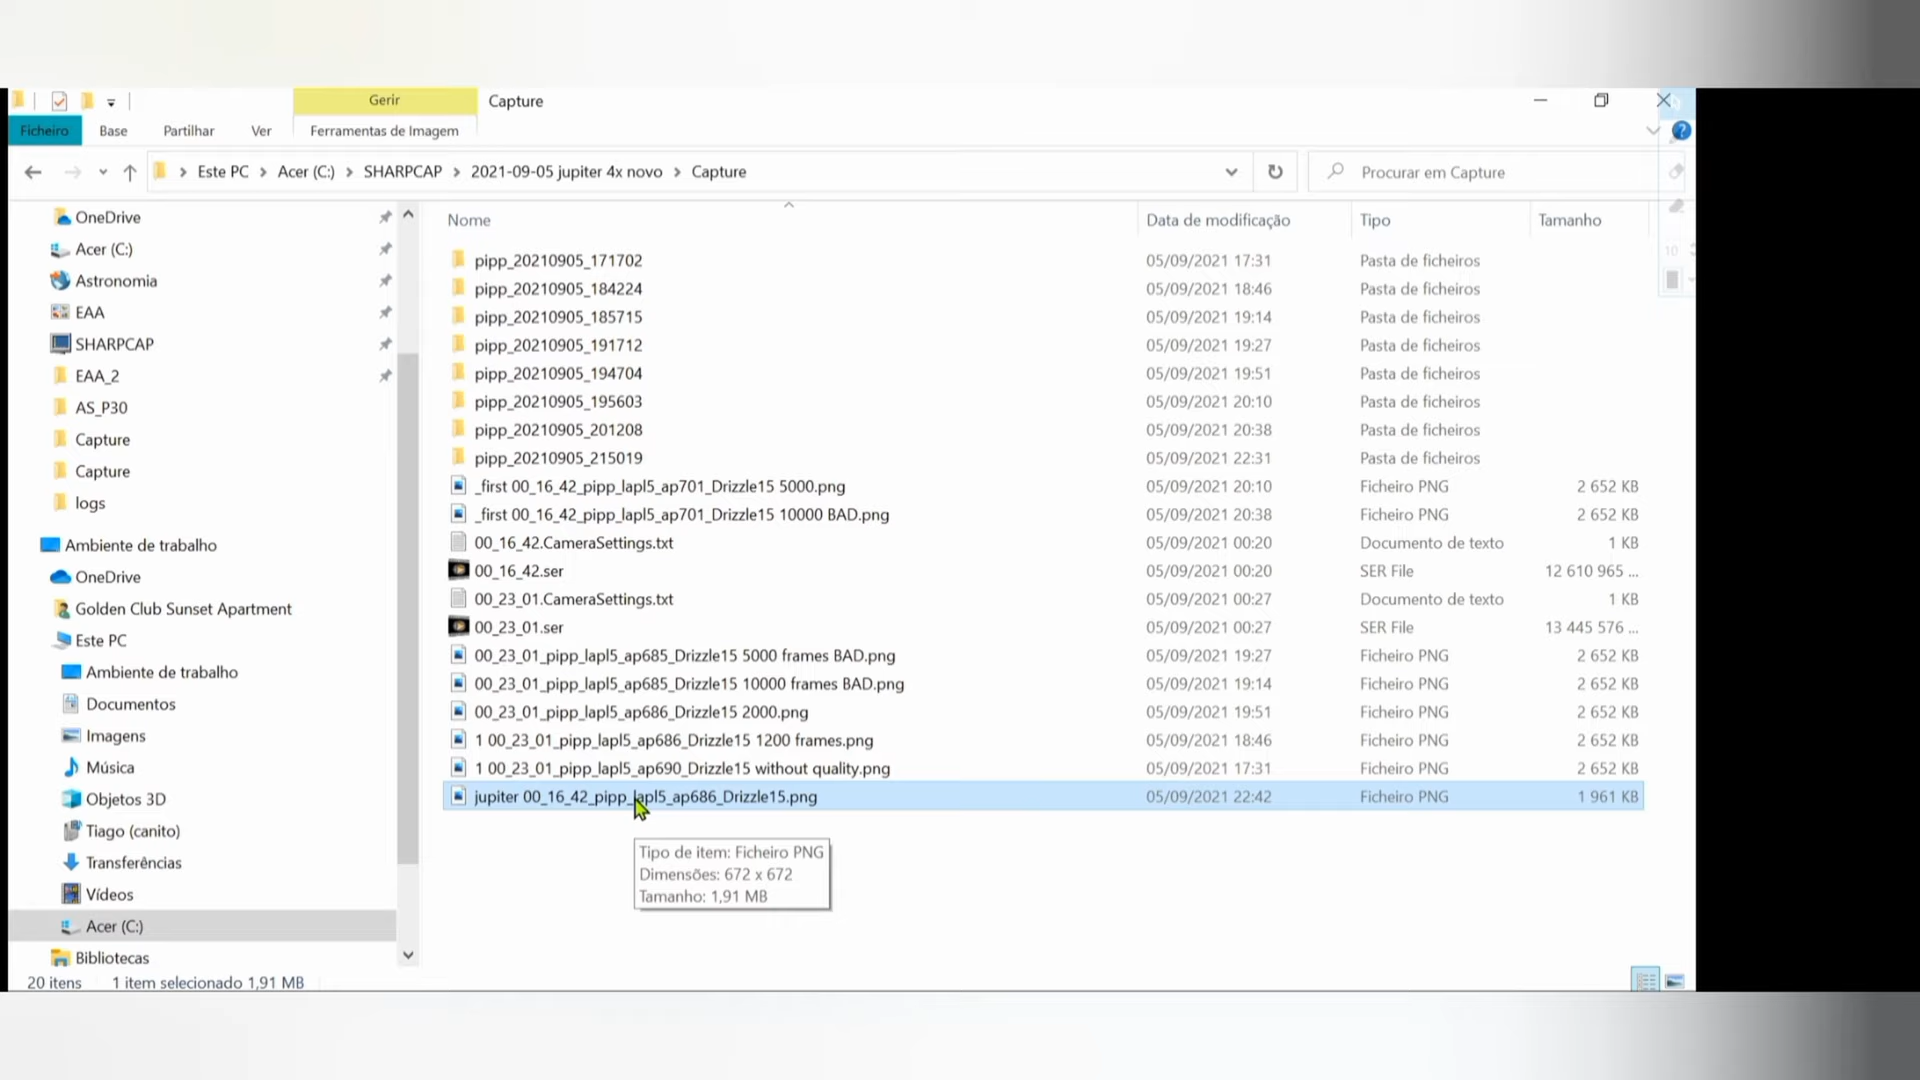 Gerir
Capture
Ficheiro
Base
Partilhar
Ver
Ferramentas de Imagem
Este PC > Acer (C:) > SHARPCAP > 2021-09-05 jupiter 4x novo > Capture
Procurar em Capture
OneDrive
Acer (C:)
Astronomia
EAA
SHARPCAP
EAA_2
AS_P30
Capture
Capture
logs
Ambiente de trabalho
OneDrive
Golden Club Sunset Apartment
Este PC
Ambiente de trabalho
Documentos
Imagens
Música
Objetos 3D
Tiago (canito)
Transferências
Vídeos
Acer (C:)
Bibliotecas
Nome Data de modificação Tipo Tamanho
pipp_20210905_171702 05/09/2021 17:31 Pasta de ficheiros
pipp_20210905_184224 05/09/2021 18:46 Pasta de ficheiros
pipp_20210905_185715 05/09/2021 19:14 Pasta de ficheiros
pipp_20210905_191712 05/09/2021 19:27 Pasta de ficheiros
pipp_20210905_194704 05/09/2021 19:51 Pasta de ficheiros
pipp_20210905_195603 05/09/2021 20:10 Pasta de ficheiros
pipp_20210905_201208 05/09/2021 20:38 Pasta de ficheiros
pipp_20210905_215019 05/09/2021 22:31 Pasta de ficheiros
_first 00_16_42_pipp_lapl5_ap701_Drizzle15 5000.png 05/09/2021 20:10 Ficheiro PNG 2 652 KB
_first 00_16_42_pipp_lapl5_ap701_Drizzle15 10000 BAD.png 05/09/2021 20:38 Ficheiro PNG 2 652 KB
00_16_42.CameraSettings.txt 05/09/2021 00:20 Documento de texto 1 KB
00_16_42.ser 05/09/2021 00:20 SER File 12 610 965 ...
00_23_01.CameraSettings.txt 05/09/2021 00:27 Documento de texto 1 KB
00_23_01.ser 05/09/2021 00:27 SER File 13 445 576 ...
00_23_01_pipp_lapl5_ap685_Drizzle15 5000 frames BAD.png 05/09/2021 19:27 Ficheiro PNG 2 652 KB
00_23_01_pipp_lapl5_ap685_Drizzle15 10000 frames BAD.png 05/09/2021 19:14 Ficheiro PNG 2 652 KB
00_23_01_pipp_lapl5_ap686_Drizzle15 2000.png 05/09/2021 19:51 Ficheiro PNG 2 652 KB
1 00_23_01_pipp_lapl5_ap686_Drizzle15 1200 frames.png 05/09/2021 18:46 Ficheiro PNG 2 652 KB
1 00_23_01_pipp_lapl5_ap690_Drizzle15 without quality.png 05/09/2021 17:31 Ficheiro PNG 2 652 KB
jupiter 00_16_42_pipp_lapl5_ap686_Drizzle15.png 05/09/2021 22:42 Ficheiro PNG 1 961 KB
Tipo de item: Ficheiro PNG
Dimensões: 672 x 672
Tamanho: 1,91 MB
10
20 itens
1 item selecionado 1,91 MB